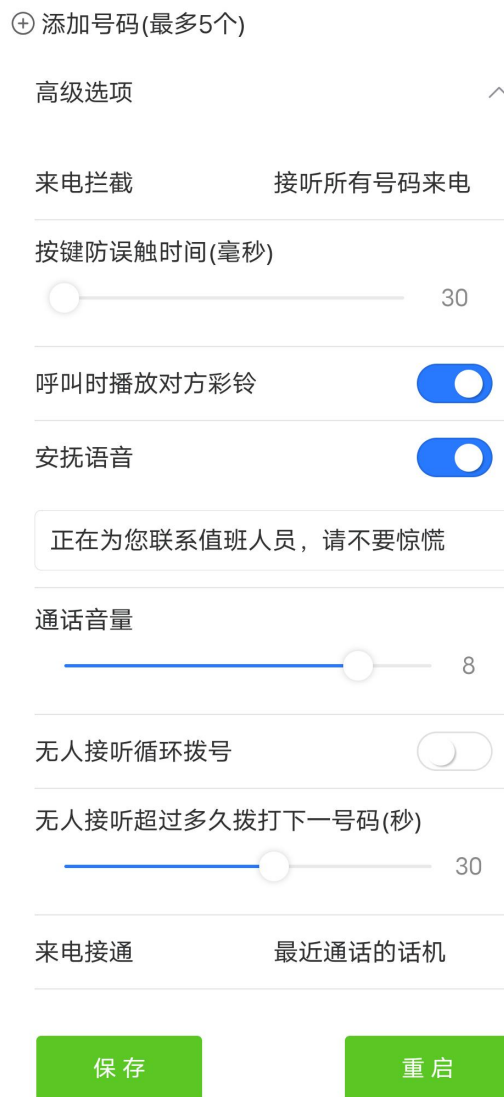 添加号码(最多5个)
高级选项
来电拦截 接听所有号码来电
按键防误触时间(毫秒)
30
呼叫时播放对方彩铃
安抚语音
正在为您联系值班人员，请不要惊慌
通话音量
8
无人接听循环拨号
无人接听超过多久拨打下一号码(秒)
30
来电接通 最近通话的话机
保存 重启